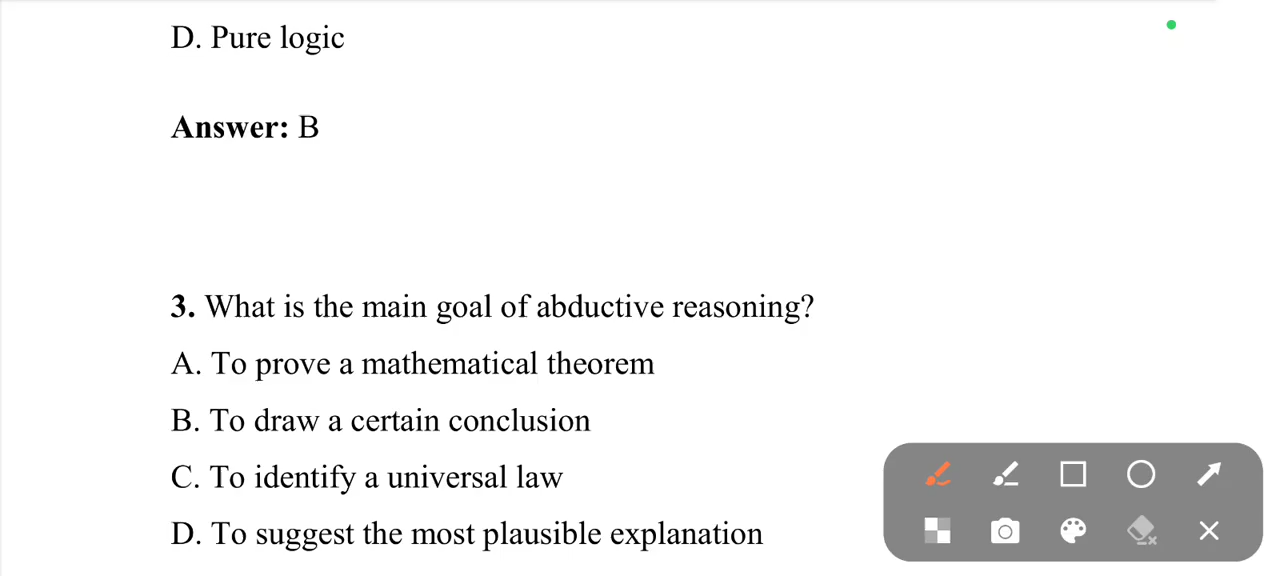 D. Pure logic
Answer: B
3. What is the main goal of abductive reasoning?
A. To prove a mathematical theorem
B. To draw a certain conclusion
C. To identify a universal law
D. To suggest the most plausible explanation